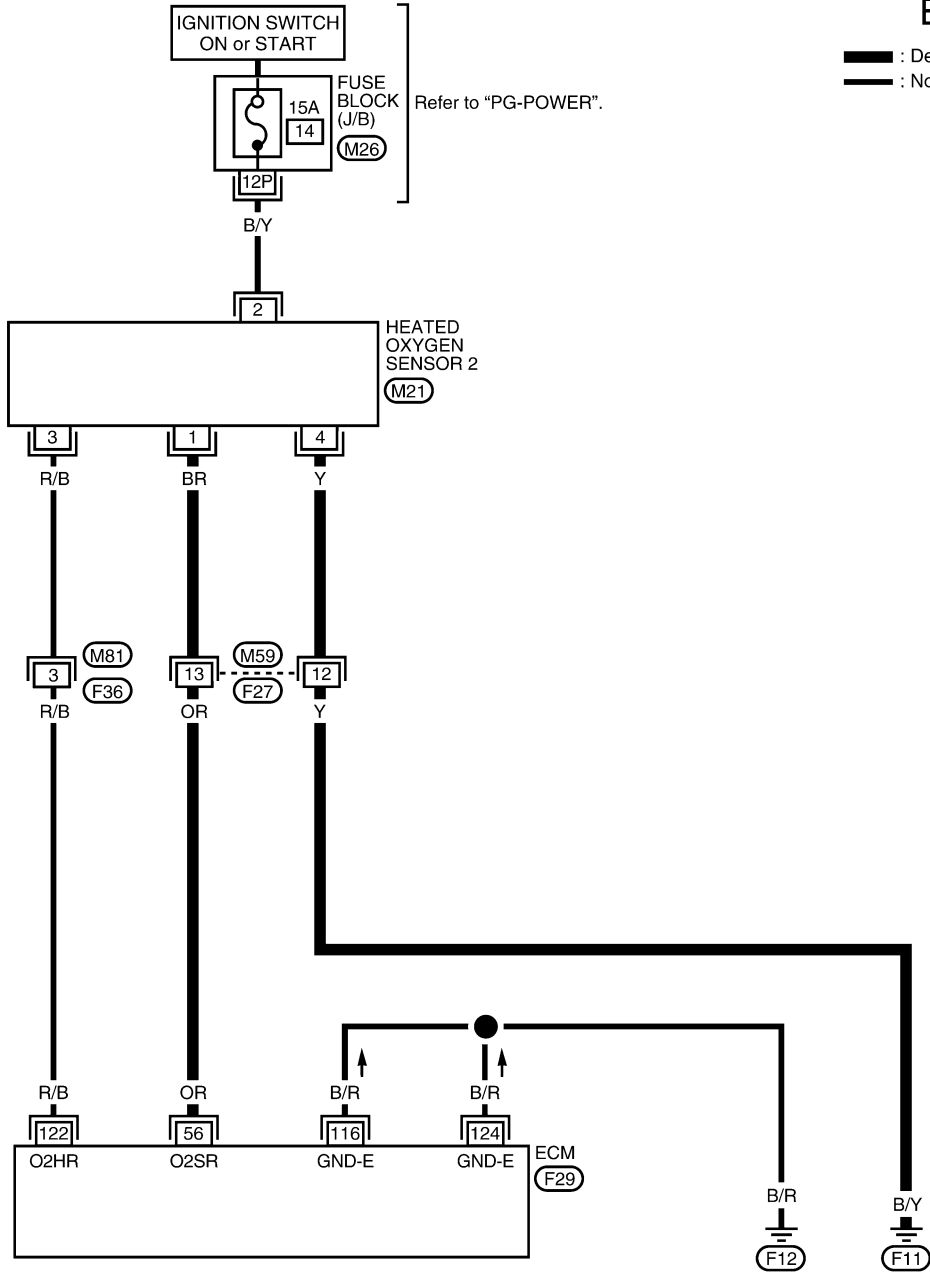 IGNITION SWITCH
ON or START
E
: De
: No
FUSE
BLOCK
(J/B)
M26
15A
14
Refer to “PG-POWER”.
12P
B/Y
2
HEATED
OXYGEN
SENSOR 2
M21
3 1 4
R/B BR Y
M81 M59
3 13 12
F36 F27
R/B OR Y
R/B OR B/R B/R
122 56 116 124
O2HR O2SR GND-E GND-E
ECM
F29
B/R B/Y
F12 F11